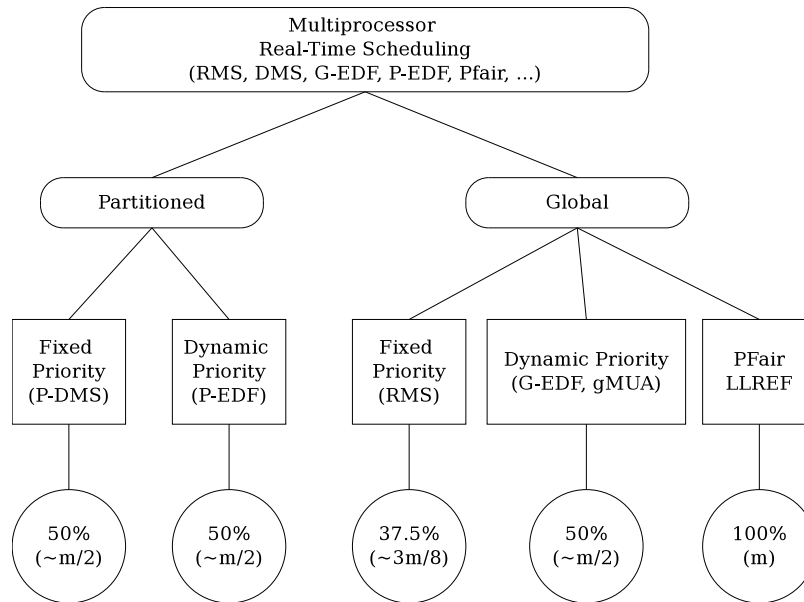 Multiprocessor
Real-Time Scheduling
(RMS, DMS, G-EDF, P-EDF, Pfair, ...)
Partitioned
Global
Fixed
Priority
(P-DMS)
Dynamic
Priority
(P-EDF)
Fixed
Priority
(RMS)
Dynamic Priority
(G-EDF, gMUA)
PFair
LLREF
50%
(~m/2)
50%
(~m/2)
37.5%
(~3m/8)
50%
(~m/2)
100%
(m)